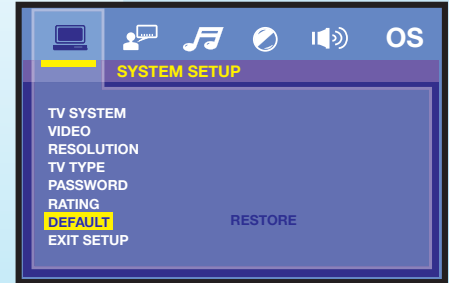 OS
SYSTEM SETUP
TV SYSTEM
VIDEO
RESOLUTION
TV TYPE
PASSWORD
RATING
DEFAULT RESTORE
EXIT SETUP